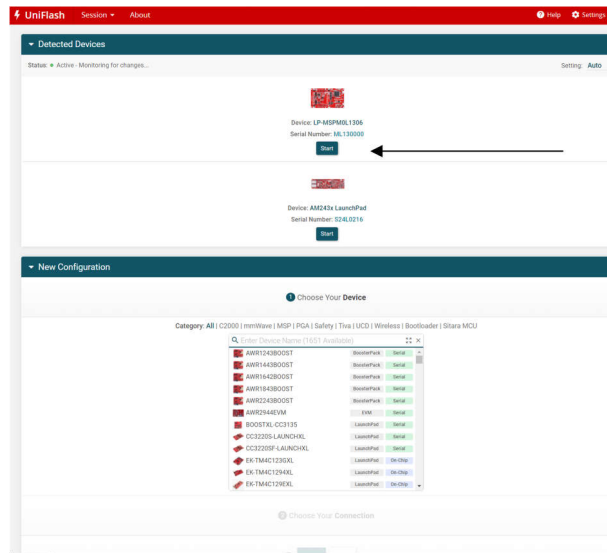 UniFlash Session About Help Settings
Detected Devices
Status: Active - Monitoring for changes... Setting: Auto
Device: LP-MSPM0L1306
Serial Number: ML130000
Start
Device: AM243x LaunchPad
Serial Number: S24L0216
Start
New Configuration
1 Choose Your Device
Category: All | C2000 | mmWave | MSP | PGA | Safety | Tiva | UCD | Wireless | Bootloader | Sitara MCU
Enter Device Name (1651 Available)
AWR1243BOOST BoosterPack Serial
AWR1443BOOST BoosterPack Serial
AWR1642BOOST BoosterPack Serial
AWR1843BOOST BoosterPack Serial
AWR2243BOOST BoosterPack Serial
AWR2944EVM EVM Serial
BOOSTXL-CC3135 LaunchPad Serial
CC3220S-LAUNCHXL LaunchPad Serial
CC3220SF-LAUNCHXL LaunchPad Serial
EK-TM4C123GXL LaunchPad On-Chip
EK-TM4C1294XL LaunchPad On-Chip
EK-TM4C129EXL LaunchPad On-Chip
2 Choose Your Connection